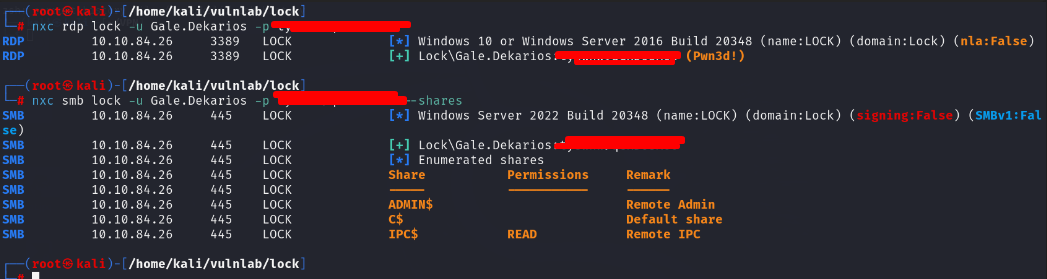 ┌──(root㉿kali)-[/home/kali/vulnlab/lock]
└─# nxc rdp lock -u Gale.Dekarios -p
RDP 10.10.84.26 3389 LOCK [*] Windows 10 or Windows Server 2016 Build 20348 (name:LOCK) (domain:Lock) (nla:False)
RDP 10.10.84.26 3389 LOCK [+] Lock\Gale.Dekarios: (Pwn3d!)
┌──(root㉿kali)-[/home/kali/vulnlab/lock]
└─# nxc smb lock -u Gale.Dekarios -p --shares
SMB 10.10.84.26 445 LOCK [*] Windows Server 2022 Build 20348 (name:LOCK) (domain:Lock) (signing:False) (SMBv1:Fal
se)
SMB 10.10.84.26 445 LOCK [+] Lock\Gale.Dekarios:
SMB 10.10.84.26 445 LOCK [*] Enumerated shares
SMB 10.10.84.26 445 LOCK Share Permissions Remark
SMB 10.10.84.26 445 LOCK ----- ----------- ------
SMB 10.10.84.26 445 LOCK ADMIN$ Remote Admin
SMB 10.10.84.26 445 LOCK C$ Default share
SMB 10.10.84.26 445 LOCK IPC$ READ Remote IPC
┌──(root㉿kali)-[/home/kali/vulnlab/lock]
└─#